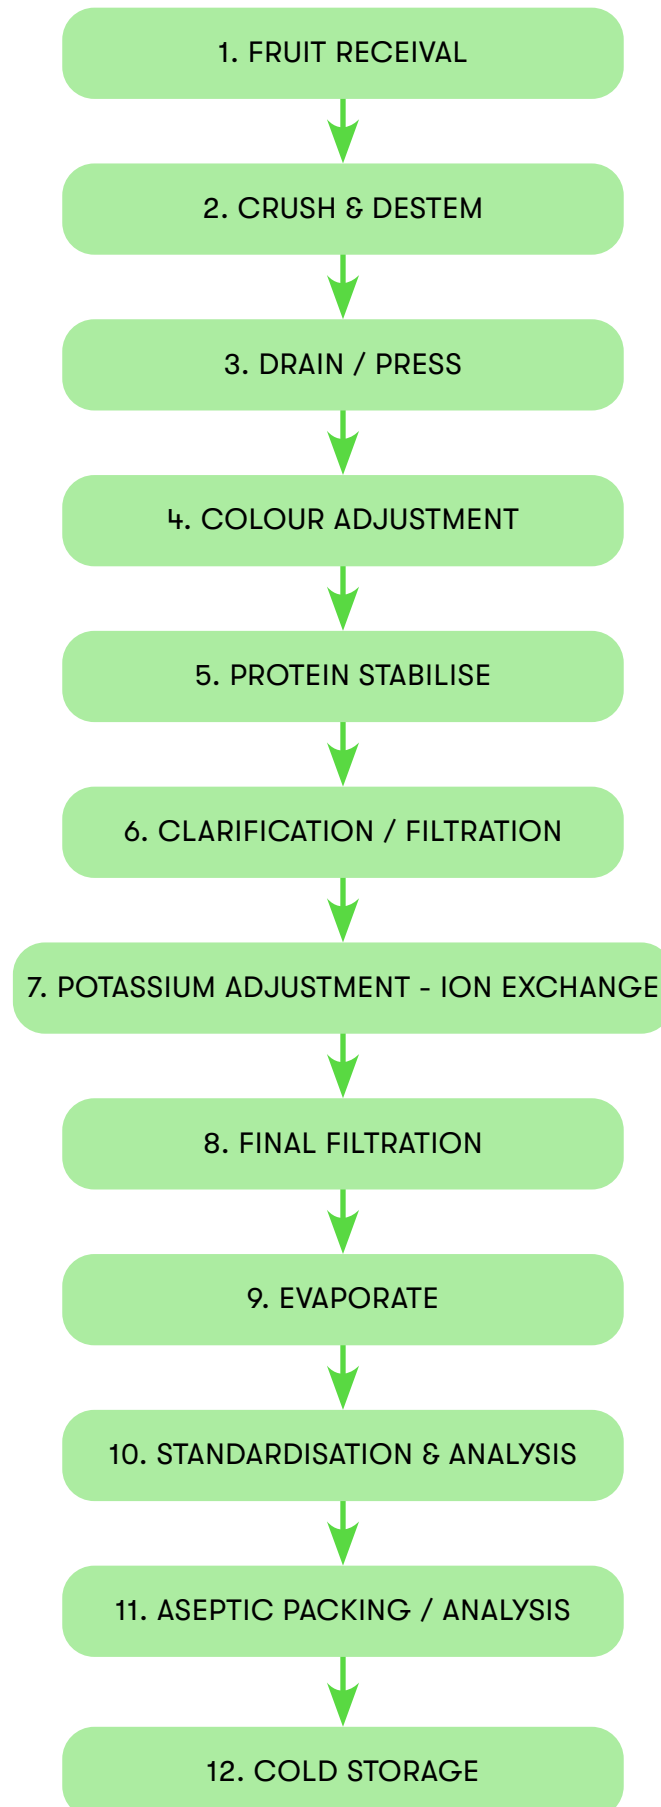 1. FRUIT RECEIVAL
2. CRUSH & DESTEM
3. DRAIN / PRESS
4. COLOUR ADJUSTMENT
5. PROTEIN STABILISE
6. CLARIFICATION / FILTRATION
7. POTASSIUM ADJUSTMENT - ION EXCHANGE
8. FINAL FILTRATION
9. EVAPORATE
10. STANDARDISATION & ANALYSIS
11. ASEPTIC PACKING / ANALYSIS
12. COLD STORAGE